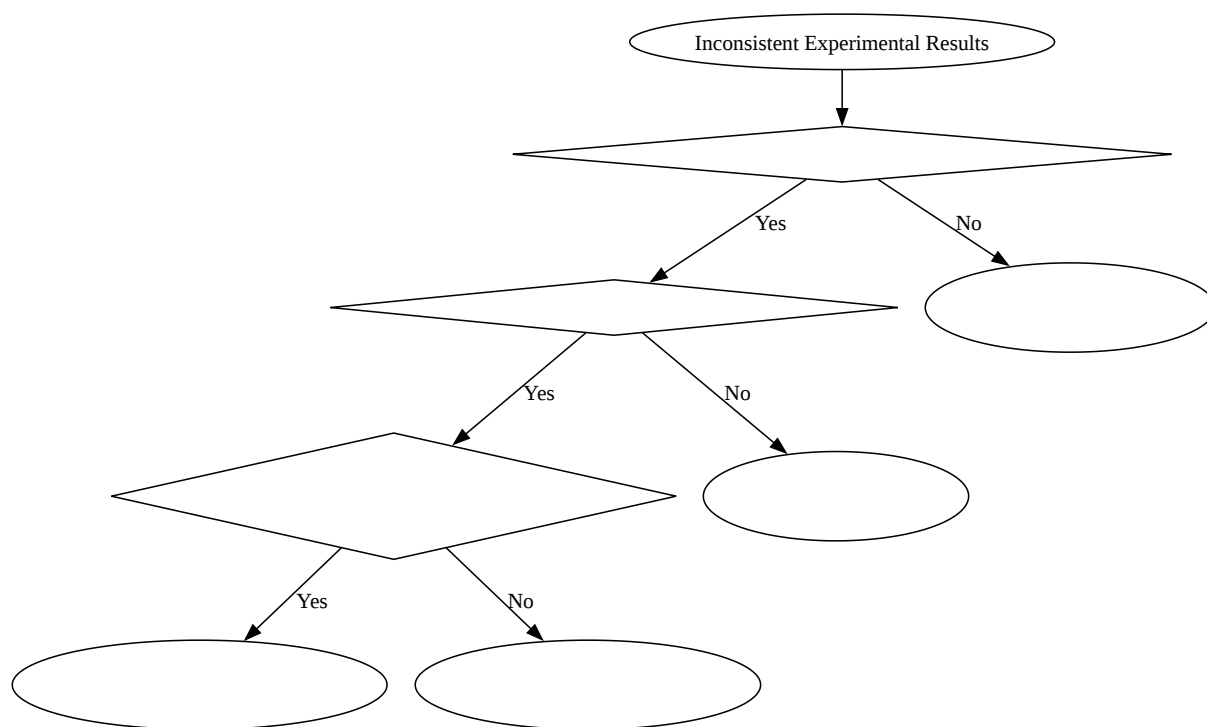 Inconsistent Experimental Results
Yes
No
Yes
No
Yes
No